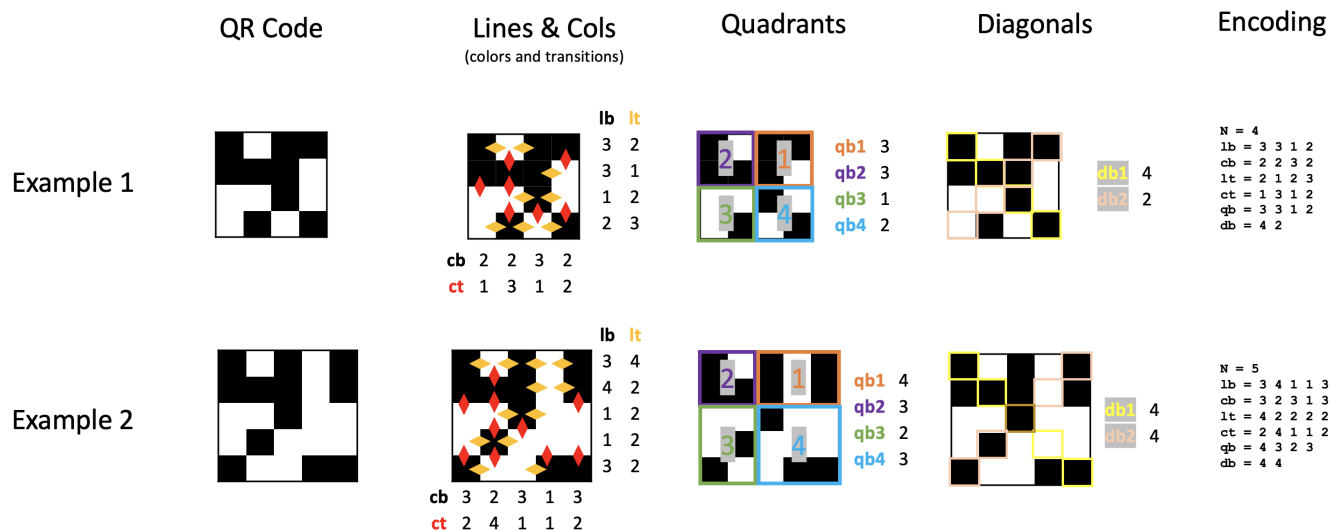 QR Code
Lines & Cols
(colors and transitions)
Quadrants
Diagonals
Encoding
Example 1
lb lt
3 2
3 1
1 2
2 3
cb 2 2 3 2
ct 1 3 1 2
2 1
3 4
qb1 3
qb2 3
qb3 1
qb4 2
db1 4
db2 2
N = 4
lb = 3 3 1 2
cb = 2 2 3 2
lt = 2 1 2 3
ct = 1 3 1 2
qb = 3 3 1 2
db = 4 2
Example 2
lb lt
3 4
4 2
1 2
1 2
3 2
cb 3 2 3 1 3
ct 2 4 1 1 2
2 1
3 4
qb1 4
qb2 3
qb3 2
qb4 3
db1 4
db2 4
N = 5
lb = 3 4 1 1 3
cb = 3 2 3 1 3
lt = 4 2 2 2 2
ct = 2 4 1 1 2
qb = 4 3 2 3
db = 4 4